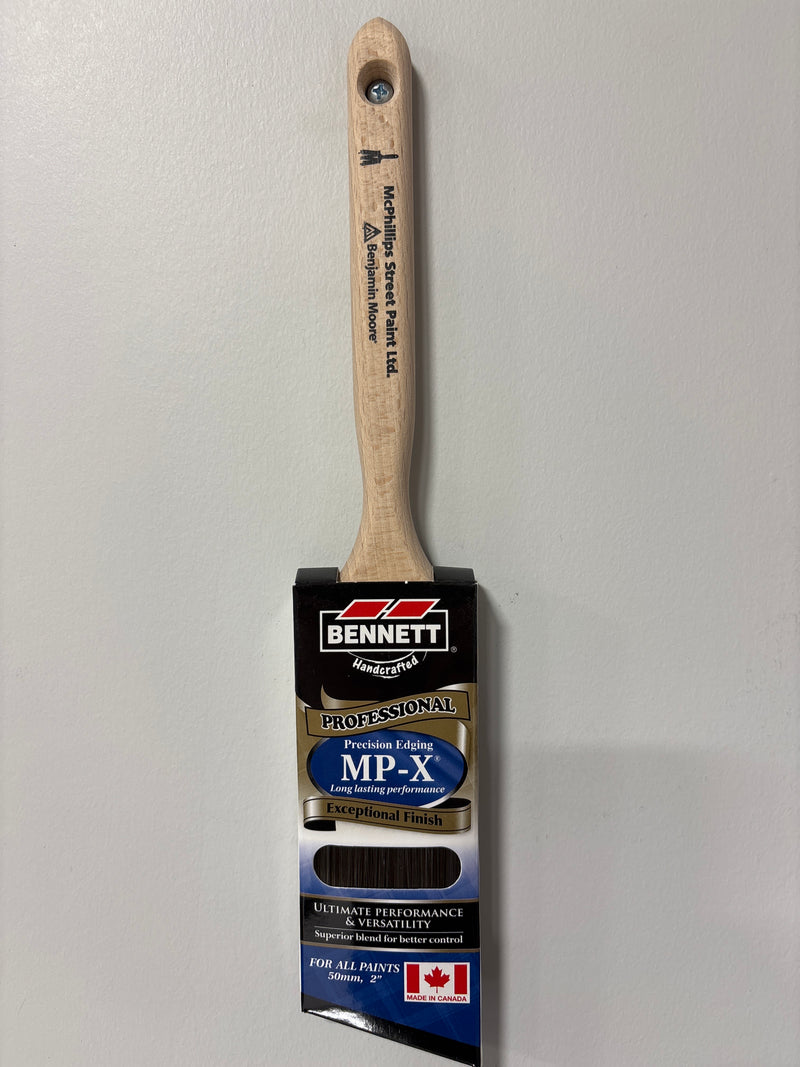 McPhillips Street Paint Ltd.
Benjamin Moore®
BENNETT®
Handcrafted
PROFESSIONAL
Precision Edging
MP-X®
Long lasting performance
Exceptional Finish
ULTIMATE PERFORMANCE
& VERSATILITY
Superior blend for better control
FOR ALL PAINTS
50mm, 2"
MADE IN CANADA